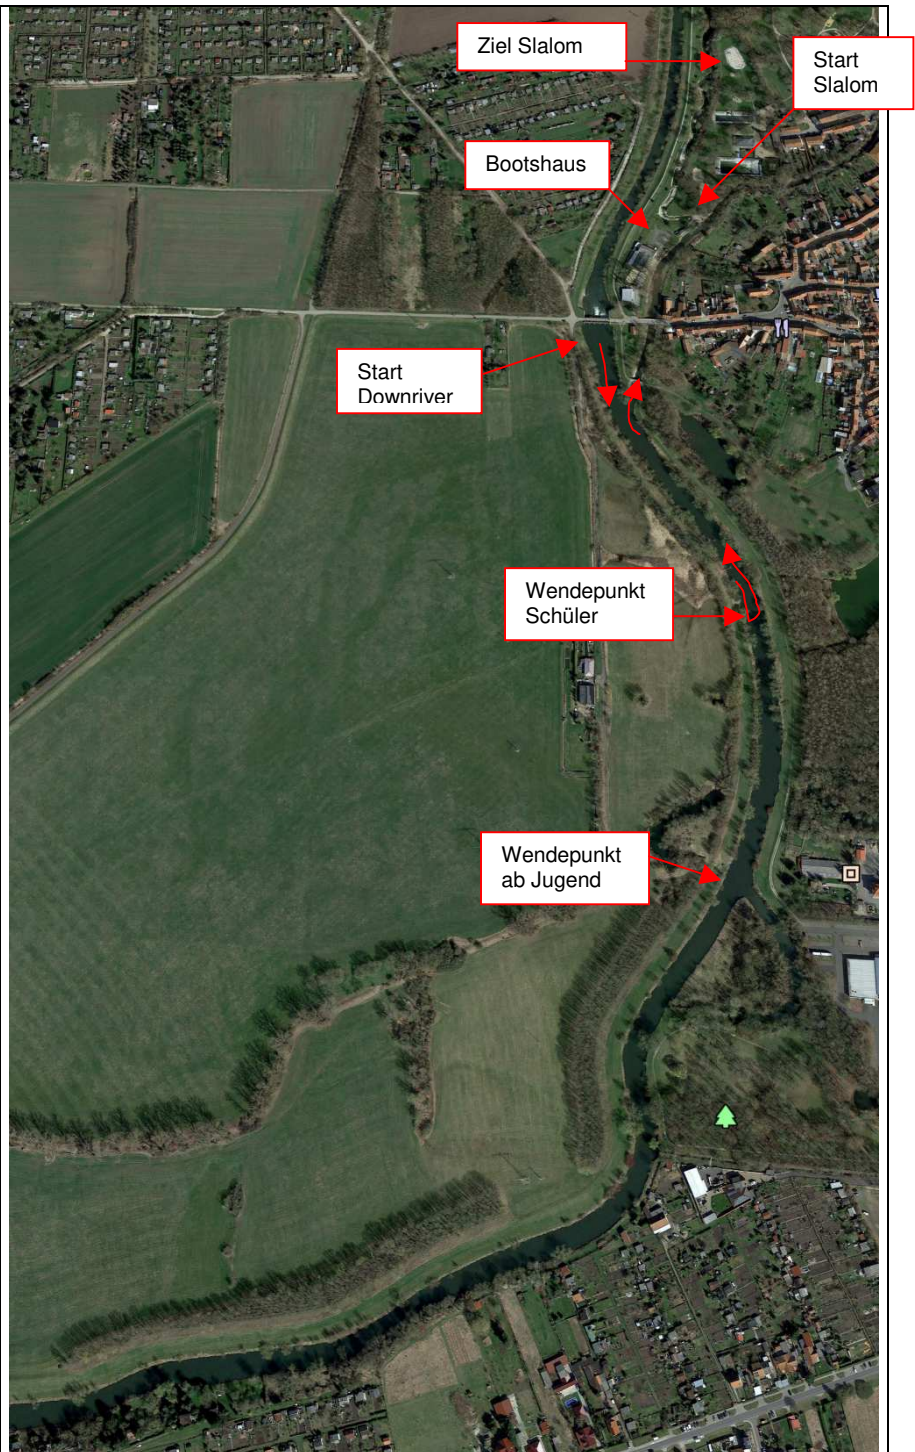 Ziel Slalom
Start
Slalom
Bootshaus
Start
Downriver
Wendepunkt
Schüler
Wendepunkt
ab Jugend